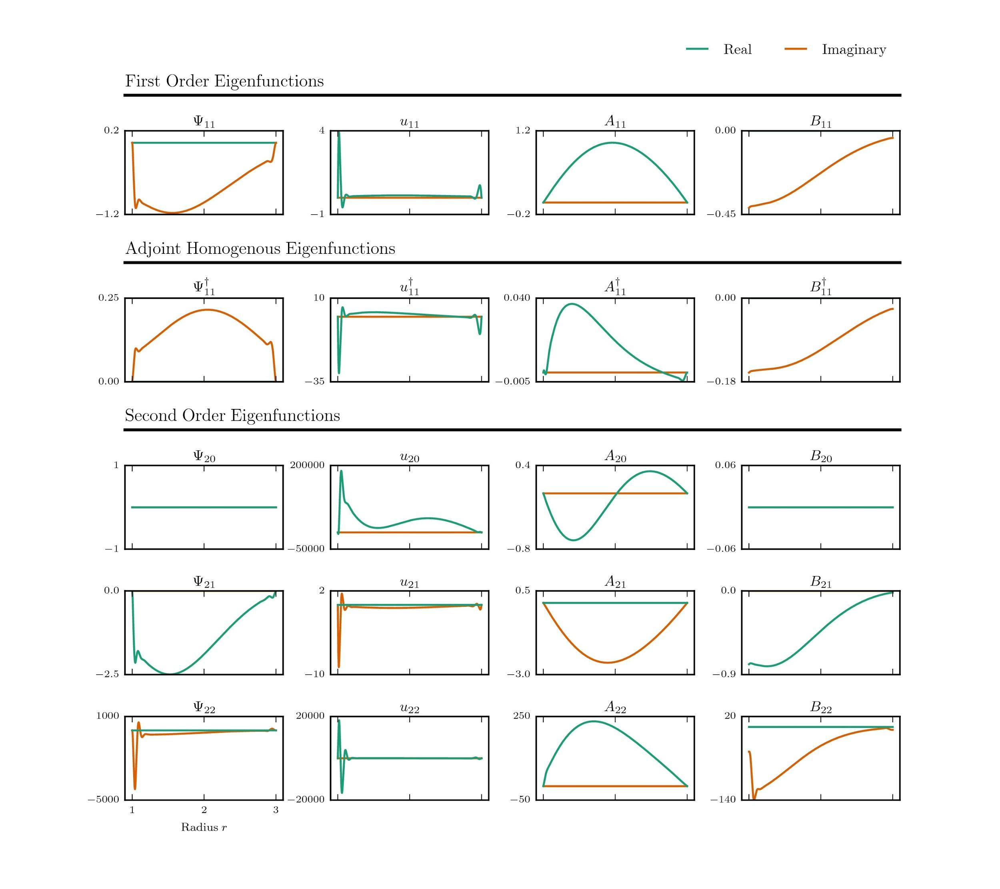 Real Imaginary
First Order Eigenfunctions
Ψ₁₁ u₁₁ A₁₁ B₁₁
0.2 4 1.2 0.00
−1.2 −1 −0.2 −0.45
Adjoint Homogenous Eigenfunctions
Ψ†₁₁ u†₁₁ A†₁₁ B†₁₁
0.25 10 0.040 0.00
0.00 −35 −0.005 −0.18
Second Order Eigenfunctions
Ψ₂₀ u₂₀ A₂₀ B₂₀
1 200000 0.4 0.06
−1 −50000 −0.8 −0.06
Ψ₂₁ u₂₁ A₂₁ B₂₁
0.0 2 0.5 0.0
−2.5 −10 −3.0 −0.9
Ψ₂₂ u₂₂ A₂₂ B₂₂
1000 20000 250 20
−5000 −20000 −50 −140
1 2 3
Radius r